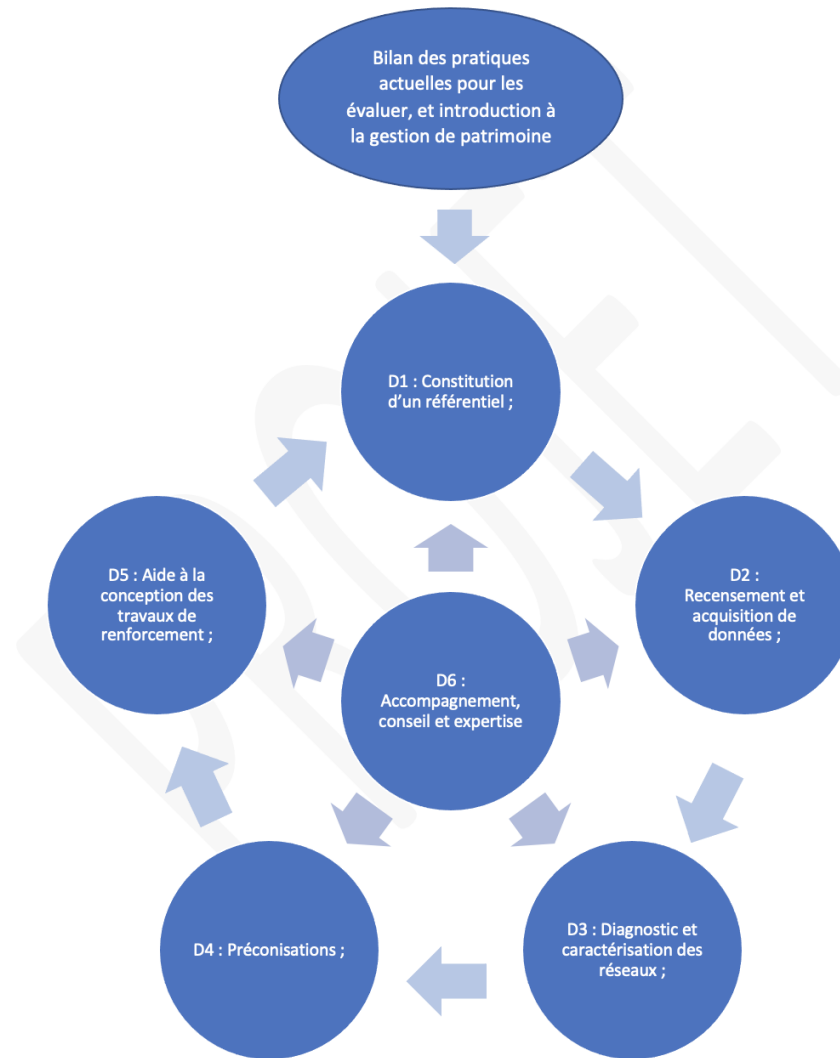 Bilan des pratiques
actuelles pour les
évaluer, et introduction à
la gestion de patrimoine
D1 : Constitution
d’un référentiel ;
D2 :
Recensement et
acquisition de
données ;
D3 : Diagnostic et
caractérisation des
réseaux ;
D4 : Préconisations ;
D5 : Aide à la
conception des
travaux de
renforcement ;
D6 :
Accompagnement,
conseil et expertise